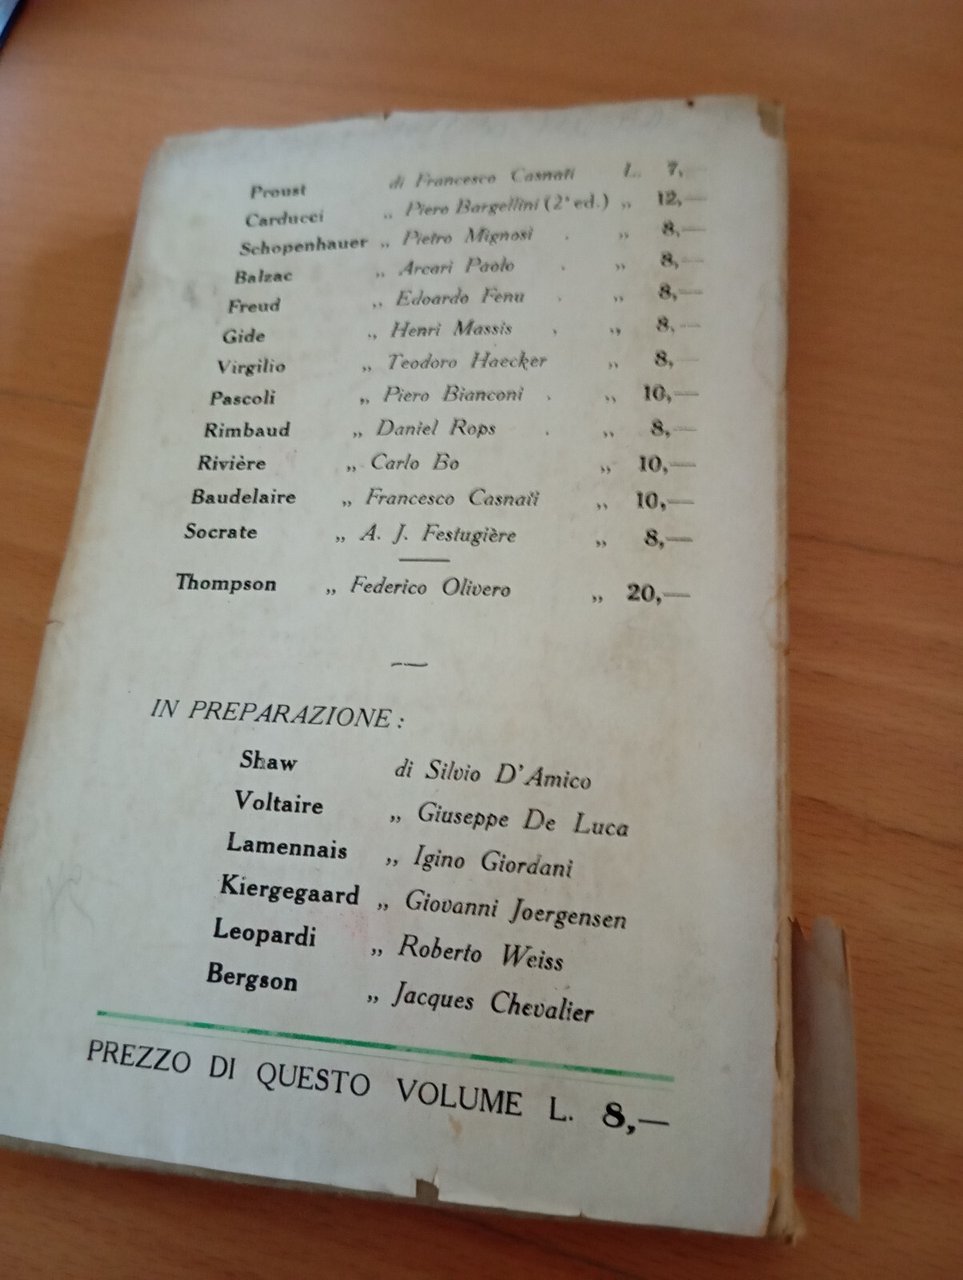 Proust di Francesco Casnati L. 7,—
Carducci „ Piero Bargellini (2ª ed.) „ 12,—
Schopenhauer „ Pietro Mignosi . „ 8,—
Balzac „ Arcari Paolo . „ 8,—
Freud „ Edoardo Fenu . „ 8,—
Gide „ Henri Massis . „ 8,—
Virgilio „ Teodoro Haecker „ 8,—
Pascoli „ Piero Bianconi . „ 10,—
Rimbaud „ Daniel Rops . „ 8,—
Rivière „ Carlo Bo „ 10,—
Baudelaire „ Francesco Casnati „ 10,—
Socrate „ A. J. Festugière „ 8,—
Thompson „ Federico Olivero „ 20,—
IN PREPARAZIONE :
Shaw di Silvio D'Amico
Voltaire „ Giuseppe De Luca
Lamennais „ Igino Giordani
Kiergegaard „ Giovanni Joergensen
Leopardi „ Roberto Weiss
Bergson „ Jacques Chevalier
PREZZO DI QUESTO VOLUME L. 8,—